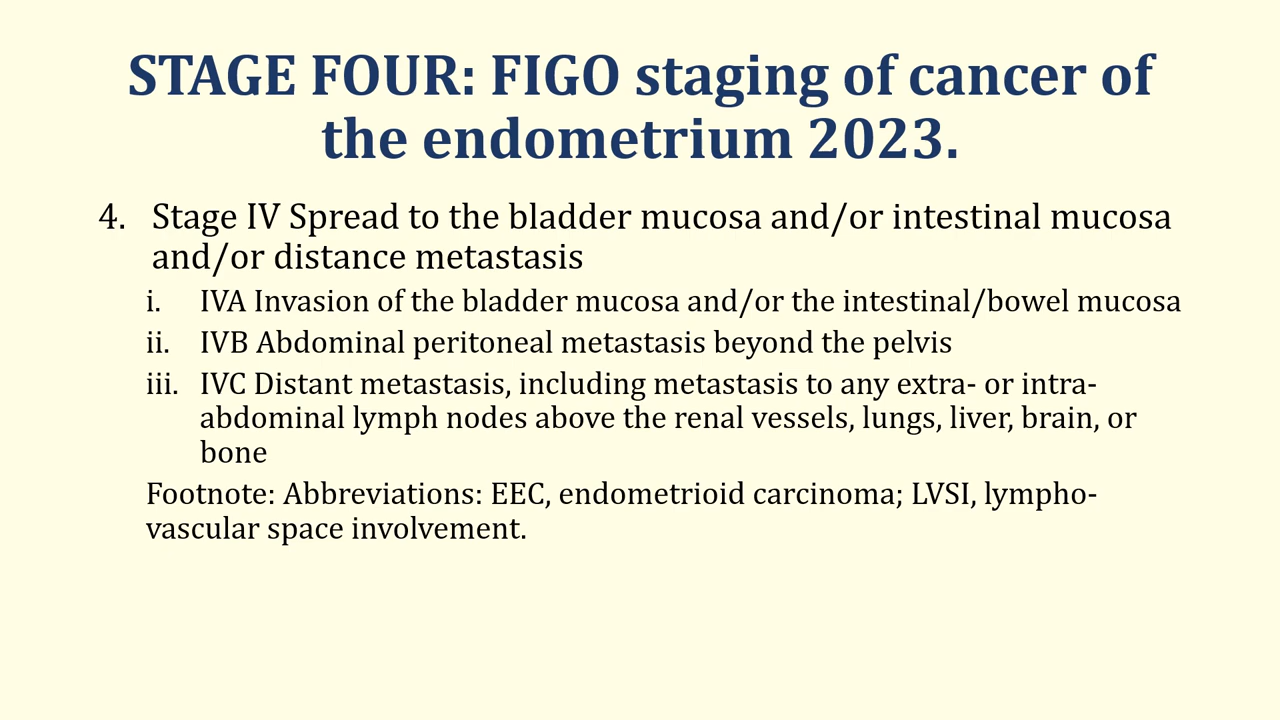 STAGE FOUR: FIGO staging of cancer of
the endometrium 2023.
4. Stage IV Spread to the bladder mucosa and/or intestinal mucosa
and/or distance metastasis
i. IVA Invasion of the bladder mucosa and/or the intestinal/bowel mucosa
ii. IVB Abdominal peritoneal metastasis beyond the pelvis
iii. IVC Distant metastasis, including metastasis to any extra- or intra-
abdominal lymph nodes above the renal vessels, lungs, liver, brain, or
bone
Footnote: Abbreviations: EEC, endometrioid carcinoma; LVSI, lympho-
vascular space involvement.